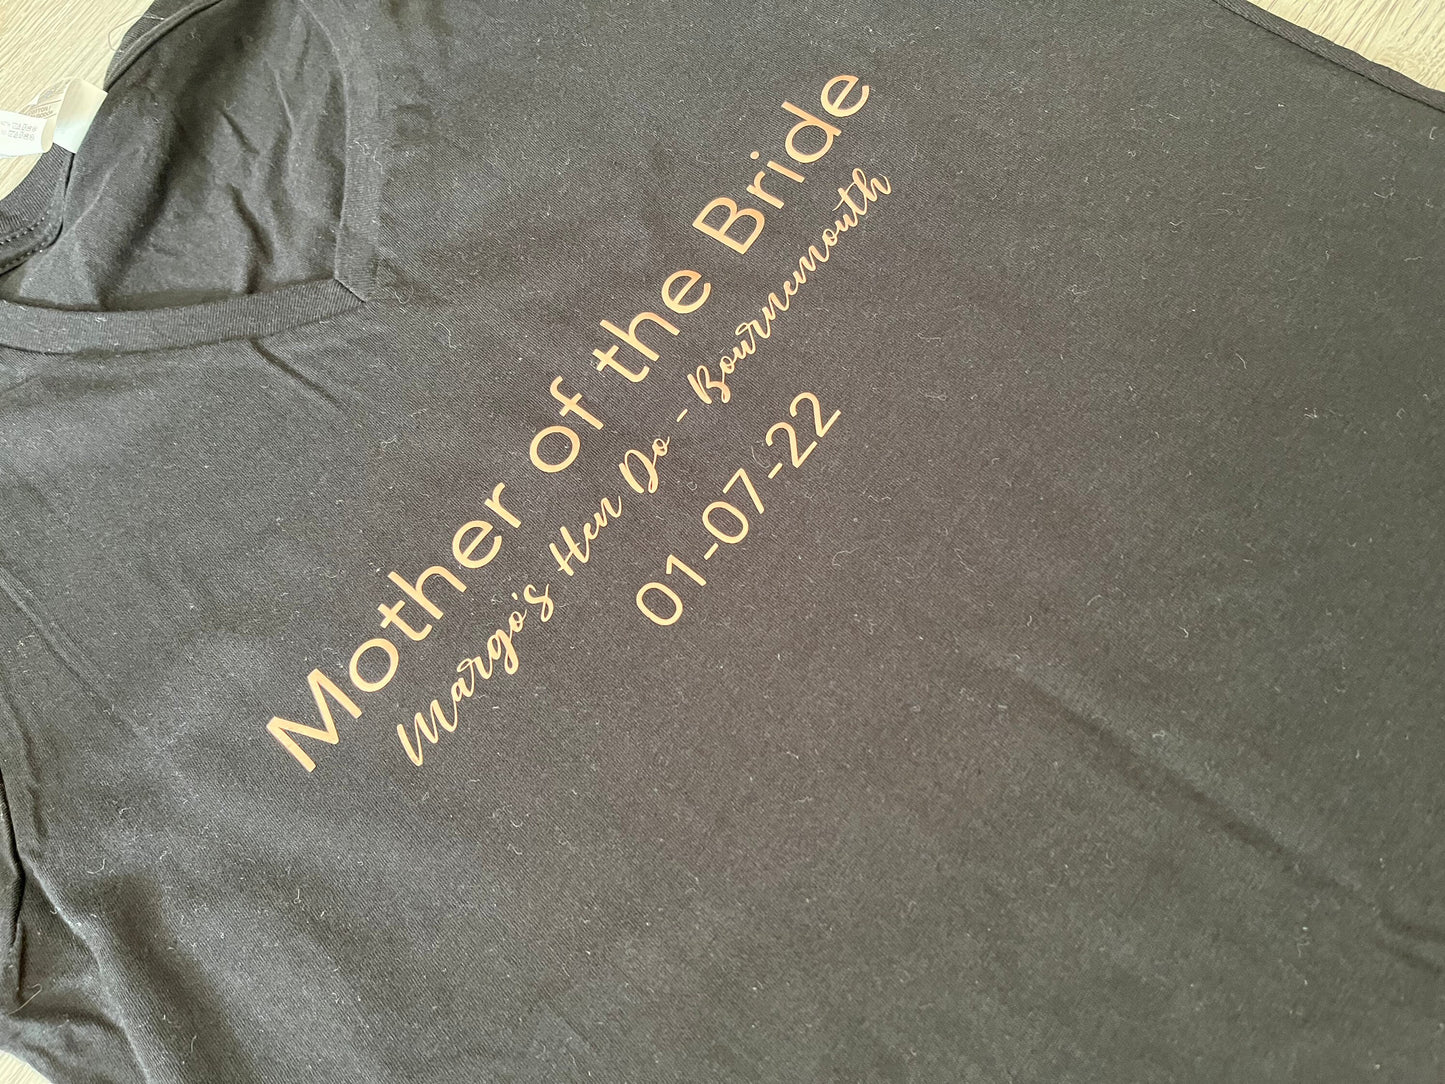 Mother of the Bride
Margo's Hen Do - Bournemouth
01-07-22